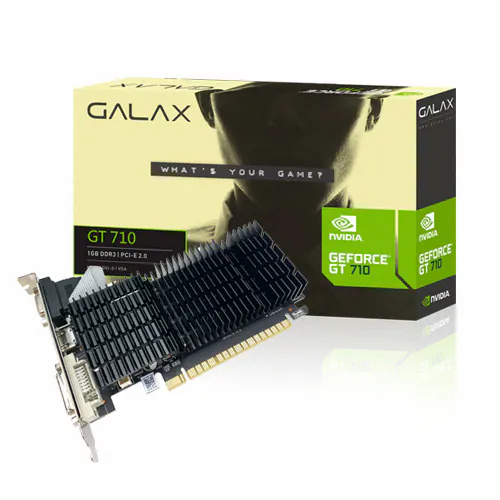 GALAX
WHAT'S YOUR GAME?
GT 710
1GB DDR3 | PCI-E 2.0
NVIDIA
GEFORCE
GT 710
GALAX
GEFORCE
GT 710
NVIDIA